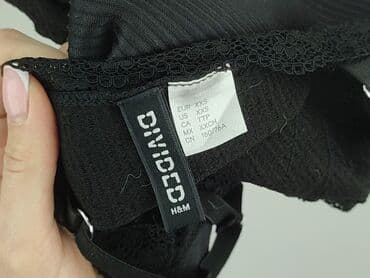 DIVIDED
H&M
EUR XXS
US XXS
CA TTP
MX XXCH
CN 160/76A